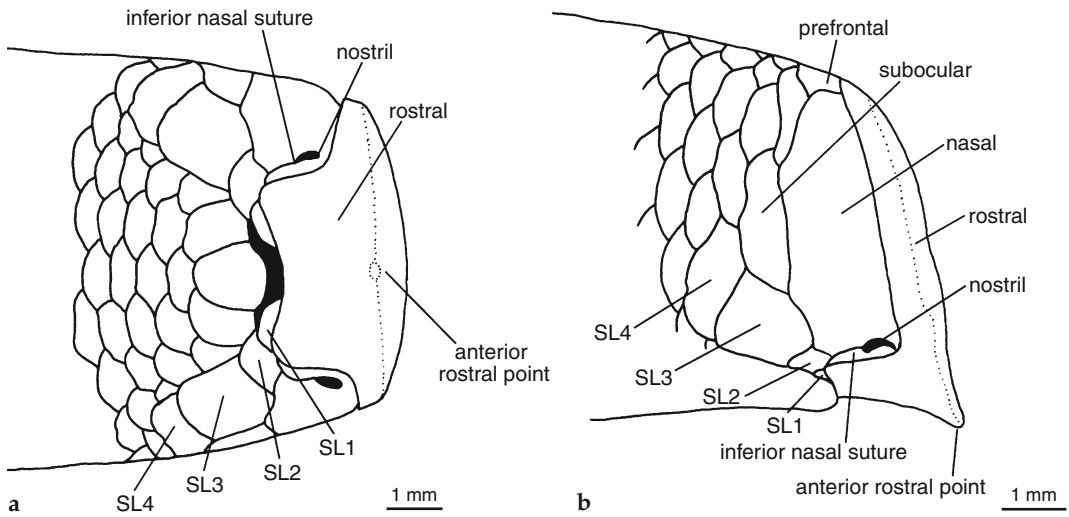 inferior nasal suture
nostril
rostral
anterior
rostral point
SL1
SL2
SL3
SL4
1 mm
a
prefrontal
subocular
nasal
rostral
nostril
SL4
SL3
SL2
SL1
inferior nasal suture
anterior rostral point
1 mm
b